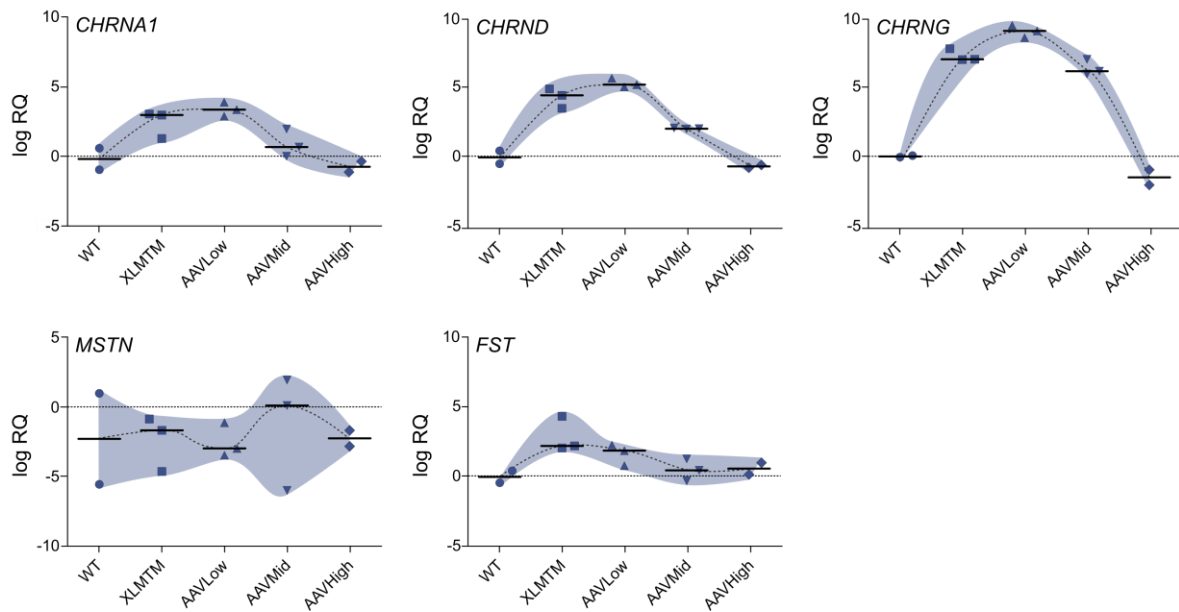 CHRNA1
log RQ
10
5
0
-5
WT
XLMTM
AAVLow
AAVMid
AAVHigh
CHRND
log RQ
10
5
0
-5
WT
XLMTM
AAVLow
AAVMid
AAVHigh
CHRNG
log RQ
10
5
0
-5
WT
XLMTM
AAVLow
AAVMid
AAVHigh
MSTN
log RQ
5
0
-5
-10
WT
XLMTM
AAVLow
AAVMid
AAVHigh
FST
log RQ
10
5
0
-5
WT
XLMTM
AAVLow
AAVMid
AAVHigh